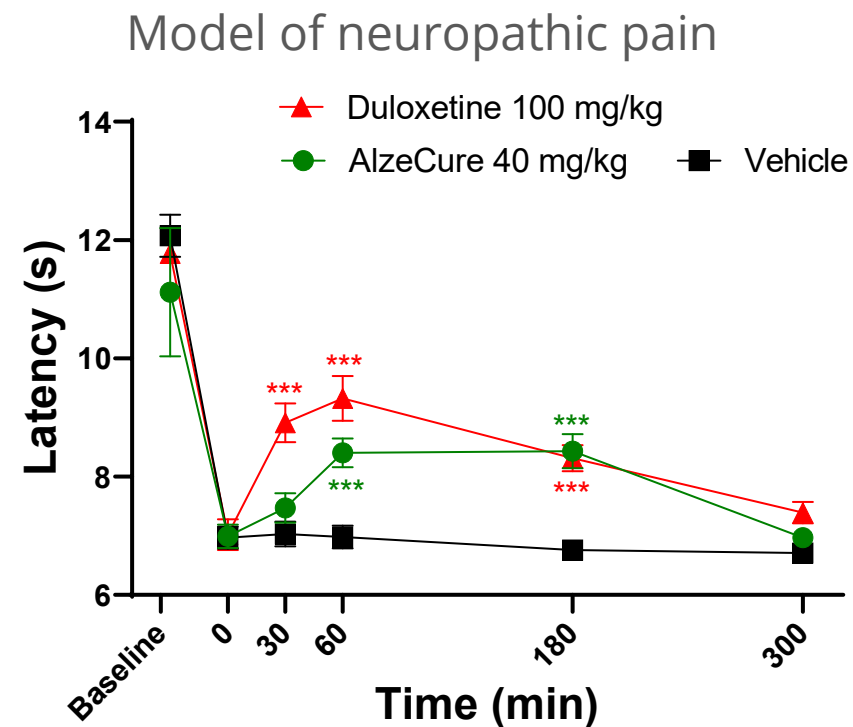 Model of neuropathic pain
Duloxetine 100 mg/kg
AlzeCure 40 mg/kg Vehicle
14
12
10
8
6
Latency (s)
***
***
***
***
***
Baseline 0 30 60 180 300
Time (min)